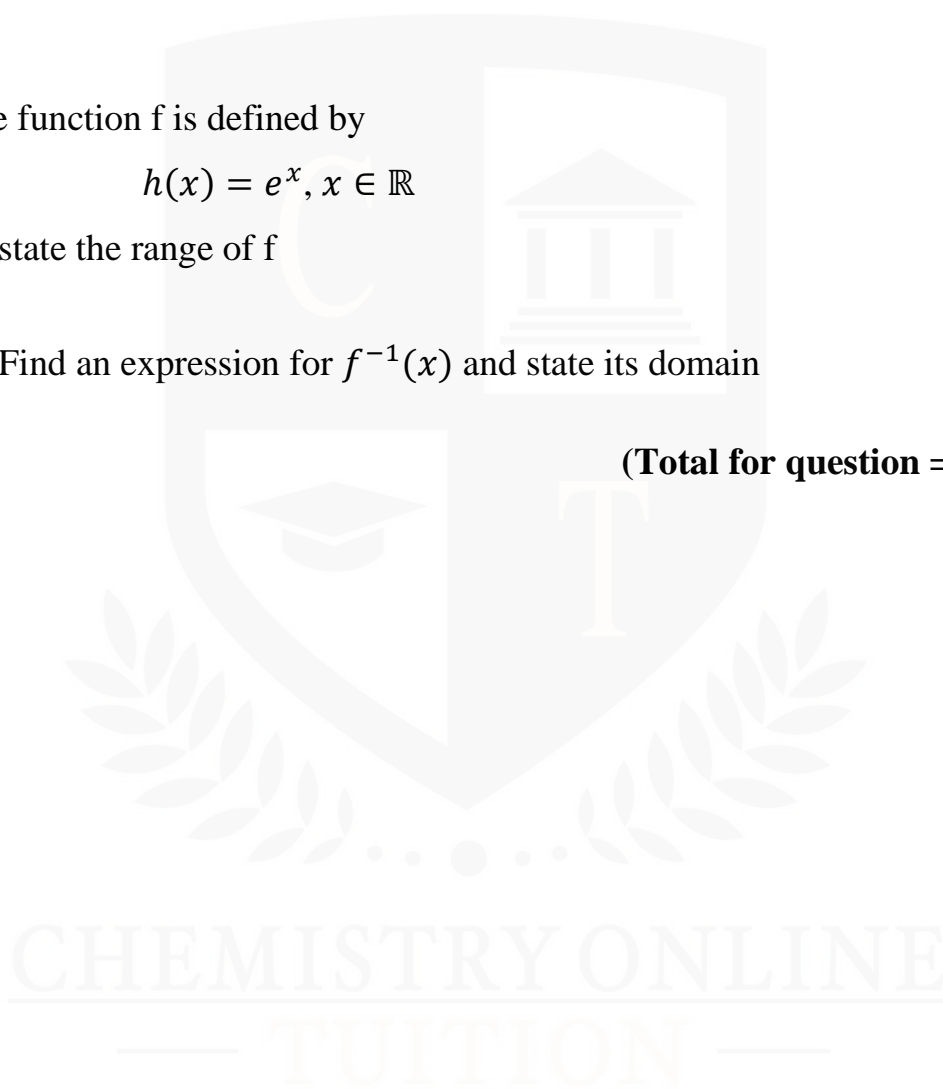 e function f is defined by
h(x) = eˣ, x ∈ ℝ
state the range of f
Find an expression for f⁻¹(x) and state its domain
(Total for question =
C
T
CHEMISTRY ONLINE
— TUITION —